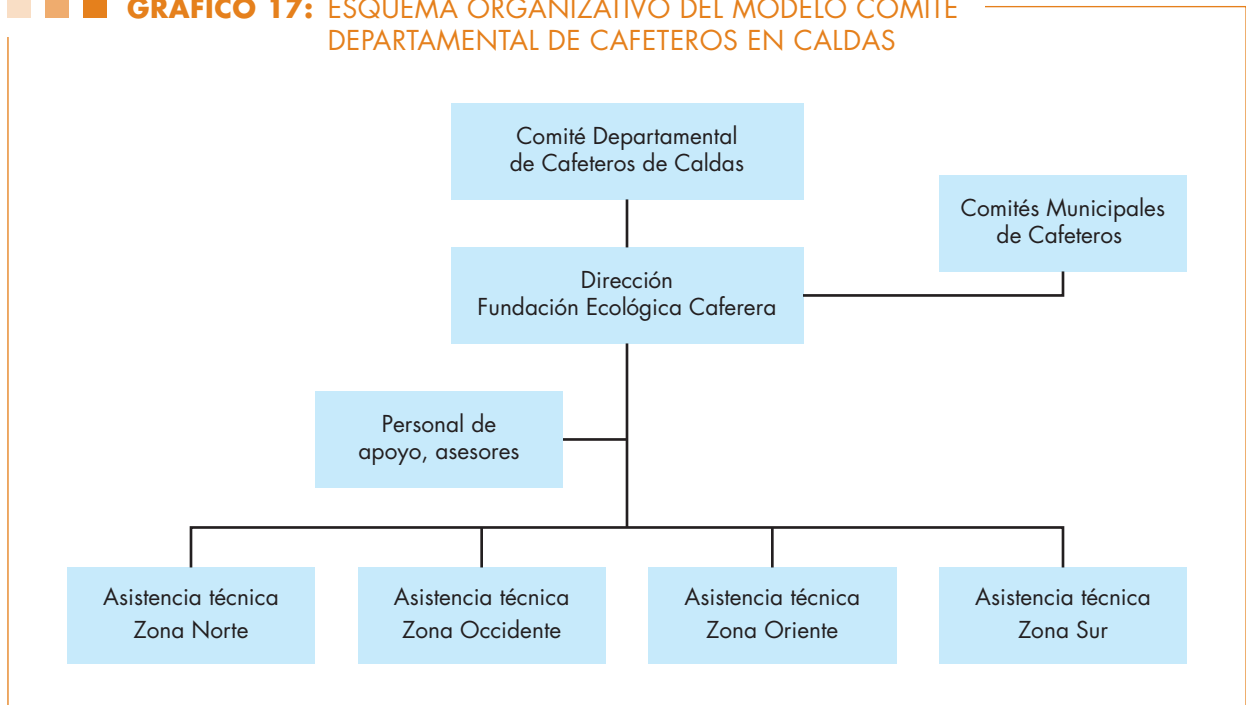 GRÁFICO 17: ESQUEMA ORGANIZATIVO DEL MODELO COMITÉ
DEPARTAMENTAL DE CAFETEROS EN CALDAS
Comité Departamental
de Cafeteros de Caldas
Comités Municipales
de Cafeteros
Dirección
Fundación Ecológica Caferera
Personal de
apoyo, asesores
Asistencia técnica
Zona Norte
Asistencia técnica
Zona Occidente
Asistencia técnica
Zona Oriente
Asistencia técnica
Zona Sur